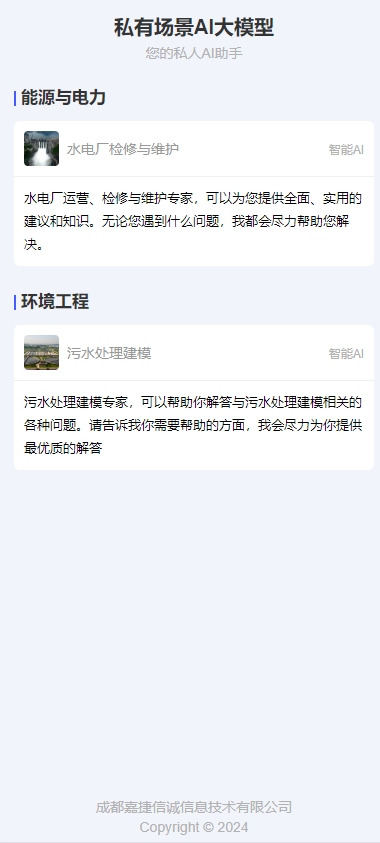 私有场景AI大模型
您的私人AI助手
能源与电力
水电厂检修与维护
智能AI
水电厂运营、检修与维护专家，可以为您提供全面、实用的
建议和知识。无论您遇到什么问题，我都会尽力帮助您解
决。
环境工程
污水处理建模
智能AI
污水处理建模专家，可以帮助你解答与污水处理建模相关的
各种问题。请告诉我你需要帮助的方面，我会尽力为你提供
最优质的解答
成都嘉捷信诚信息技术有限公司
Copyright © 2024